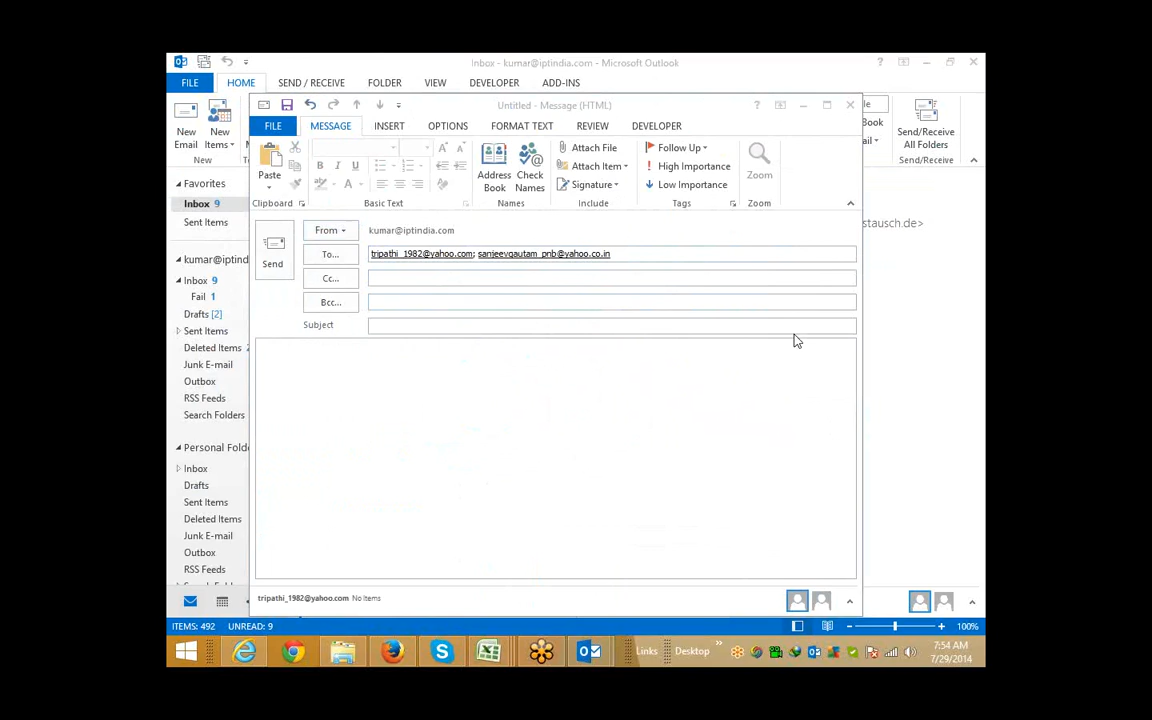 Inbox - kumar@iptindia.com - Microsoft Outlook
FILE HOME SEND / RECEIVE FOLDER VIEW DEVELOPER ADD-INS
Untitled - Message (HTML)
FILE MESSAGE INSERT OPTIONS FORMAT TEXT REVIEW DEVELOPER
New Email
New Items
New
Paste
Clipboard
B I U
A
Basic Text
Address Book
Check Names
Names
Attach File
Attach Item
Signature
Include
Follow Up
High Importance
Low Importance
Tags
Zoom
Zoom
Book
Send/Receive All Folders
Send/Receive
stausch.de>
Send
From
kumar@iptindia.com
To...
tripathi_1982@yahoo.com; sanjeevgautam_pnb@yahoo.co.in
Cc...
Bcc...
Subject
Favorites
Inbox 9
Sent Items
kumar@iptind
Inbox 9
Fail 1
Drafts [2]
Sent Items
Deleted Items
Junk E-mail
Outbox
RSS Feeds
Search Folders
Personal Folde
Inbox
Drafts
Sent Items
Deleted Items
Junk E-mail
Outbox
RSS Feeds
tripathi_1982@yahoo.com No Items
ITEMS: 492 UNREAD: 9
100%
Links Desktop
7:54 AM
7/29/2014